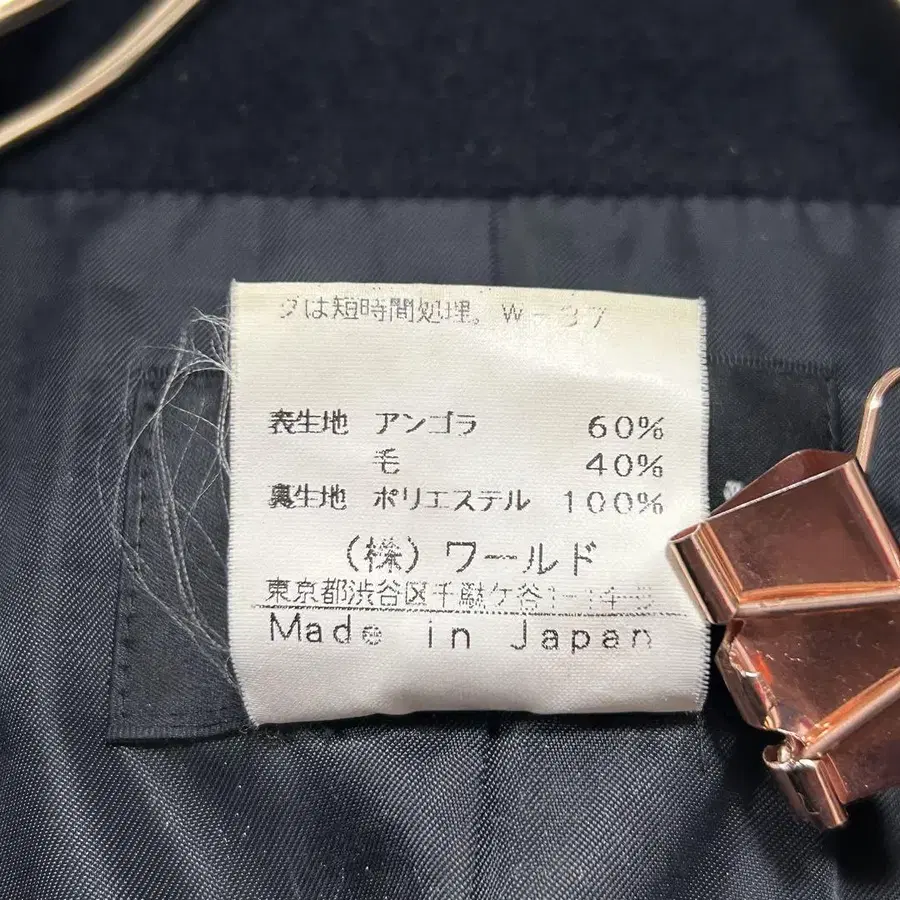 タは短時間処理。W-37
表生地 アンゴラ 60%
毛 40%
裏生地 ポリエステル 100%
(株)ワールド
東京都渋谷区千駄ケ谷
Made in Japan